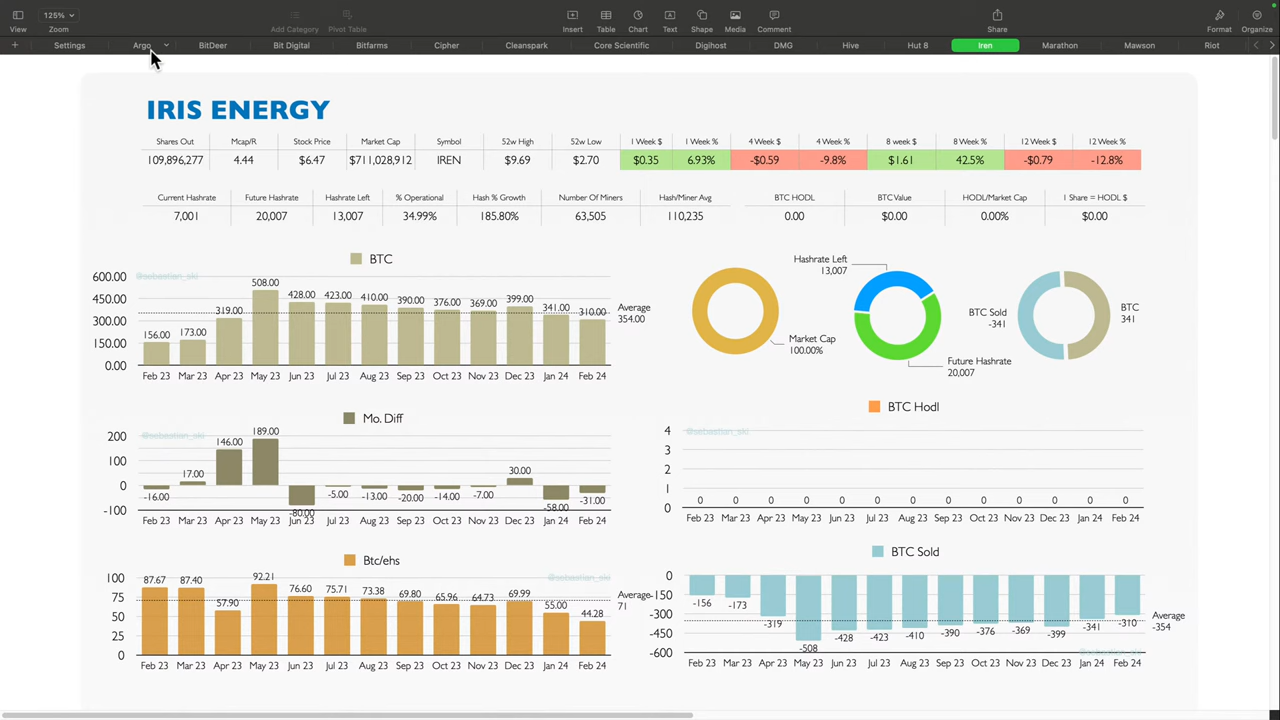 125%
View
Zoom
Add Category
Pivot Table
Insert
Table
Chart
Text
Shape
Media
Comment
Share
Format
Organize
Settings
Argo
BitDeer
Bit Digital
Bitfarms
Cipher
Cleanspark
Core Scientific
Digihost
DMG
Hive
Hut 8
Iren
Marathon
Mawson
Riot
IRIS ENERGY
Shares Out Mcap/R Stock Price Market Cap Symbol 52w High 52w Low 1 Week $ 1 Week % 4 Week $ 4 Week % 8 week $ 8 Week % 12 Week $ 12 Week %
109,896,277 4.44 $6.47 $711,028,912 IREN $9.69 $2.70 $0.35 6.93% -$0.59 -9.8% $1.61 42.5% -$0.79 -12.8%
Current Hashrate Future Hashrate Hashrate Left % Operational Hash % Growth Number Of Miners Hash/Miner Avg BTC HODL BTC Value HODL/Market Cap 1 Share = HODL $
7,001 20,007 13,007 34.99% 185.80% 63,505 110,235 0.00 $0.00 0.00% $0.00
BTC
@sebastian_ski
600.00
450.00
300.00
150.00
0.00
156.00 173.00 319.00 508.00 428.00 423.00 410.00 390.00 376.00 369.00 399.00 341.00 310.00
Average
354.00
Feb 23 Mar 23 Apr 23 May 23 Jun 23 Jul 23 Aug 23 Sep 23 Oct 23 Nov 23 Dec 23 Jan 24 Feb 24
Market Cap
100.00%
Hashrate Left
13,007
Future Hashrate
20,007
BTC Sold
-341
BTC
341
Mo. Diff
@sebastian_ski
200
100
0
-100
-16.00 17.00 146.00 189.00 -80.00 -5.00 -13.00 -20.00 -14.00 -7.00 30.00 -58.00 -31.00
Feb 23 Mar 23 Apr 23 May 23 Jun 23 Jul 23 Aug 23 Sep 23 Oct 23 Nov 23 Dec 23 Jan 24 Feb 24
BTC Hodl
@sebastian_ski
4
3
2
1
0
0 0 0 0 0 0 0 0 0 0 0 0 0
Feb 23 Mar 23 Apr 23 May 23 Jun 23 Jul 23 Aug 23 Sep 23 Oct 23 Nov 23 Dec 23 Jan 24 Feb 24
Btc/ehs
@sebastian_ski
100
75
50
25
0
87.67 87.40 57.90 92.21 76.60 75.71 73.38 69.80 65.96 64.73 69.99 55.00 44.28
Average
71
Feb 23 Mar 23 Apr 23 May 23 Jun 23 Jul 23 Aug 23 Sep 23 Oct 23 Nov 23 Dec 23 Jan 24 Feb 24
BTC Sold
0
-150
-300
-450
-600
-156 -173 -319 -508 -428 -423 -410 -390 -376 -369 -399 -341 -310
Average
-354
@sebastian_ski
Feb 23 Mar 23 Apr 23 May 23 Jun 23 Jul 23 Aug 23 Sep 23 Oct 23 Nov 23 Dec 23 Jan 24 Feb 24